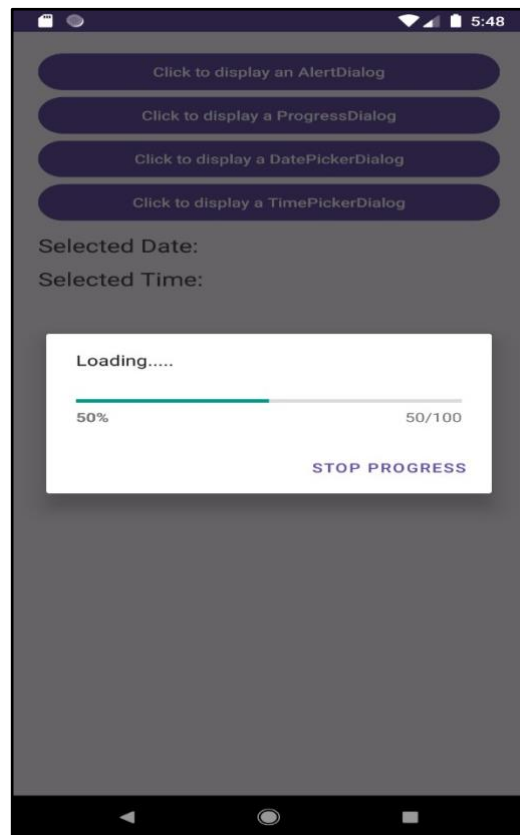 5:48
Click to display an AlertDialog
Click to display a ProgressDialog
Click to display a DatePickerDialog
Click to display a TimePickerDialog
Selected Date:
Selected Time:
Loading.....
50% 50/100
STOP PROGRESS